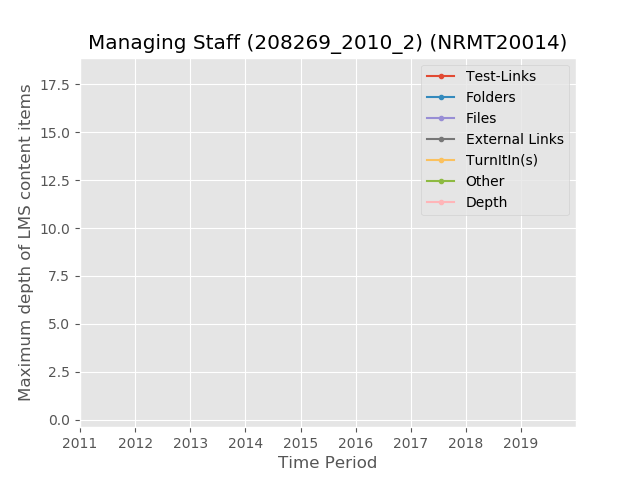 Managing Staff (208269_2010_2) (NRMT20014)
Test-Links
Folders
Files
External Links
TurnItIn(s)
Other
Depth
Maximum depth of LMS content items
17.5
15.0
12.5
10.0
7.5
5.0
2.5
0.0
2011 2012 2013 2014 2015 2016 2017 2018 2019
Time Period